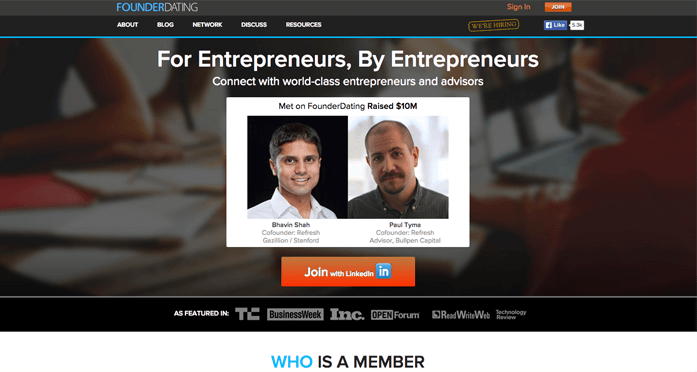 FOUNDERDATING
Sign In
JOIN
ABOUT BLOG NETWORK DISCUSS RESOURCES
WE'RE HIRING
Like 5.3k
For Entrepreneurs, By Entrepreneurs
Connect with world-class entrepreneurs and advisors
Met on FounderDating Raised $10M
Bhavin Shah
Cofounder: Refresh
Gazillion / Stanford
Paul Tyma
Cofounder: Refresh
Advisor, Bullpen Capital
Join with LinkedIn in
AS FEATURED IN: TC BusinessWeek Inc. OPEN Forum ReadWriteWeb Technology Review
WHO IS A MEMBER